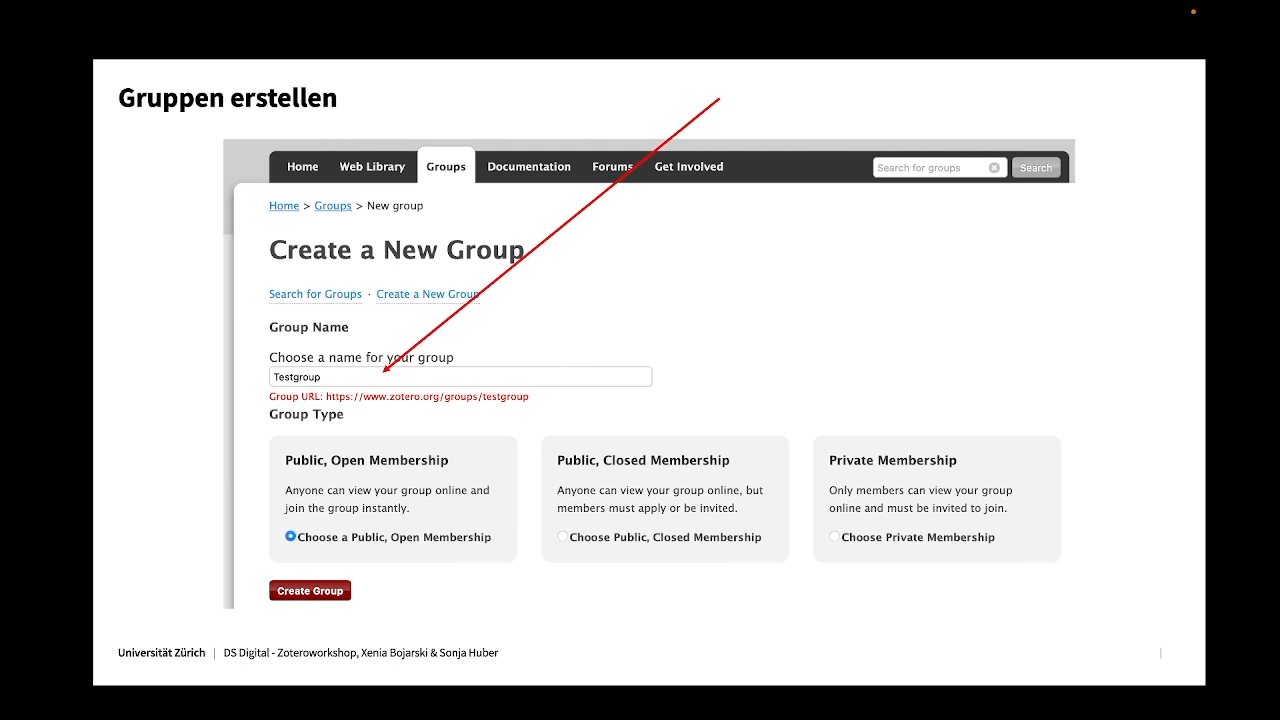 Gruppen erstellen
Home Web Library Groups Documentation Forums Get Involved Search for groups Search
Home > Groups > New group
Create a New Group
Search for Groups · Create a New Group
Group Name
Choose a name for your group
Testgroup
Group URL: https://www.zotero.org/groups/testgroup
Group Type
Public, Open Membership
Anyone can view your group online and
join the group instantly.
Choose a Public, Open Membership
Public, Closed Membership
Anyone can view your group online, but
members must apply or be invited.
Choose Public, Closed Membership
Private Membership
Only members can view your group
online and must be invited to join.
Choose Private Membership
Create Group
Universität Zürich | DS Digital - Zoteroworkshop, Xenia Bojarski & Sonja Huber